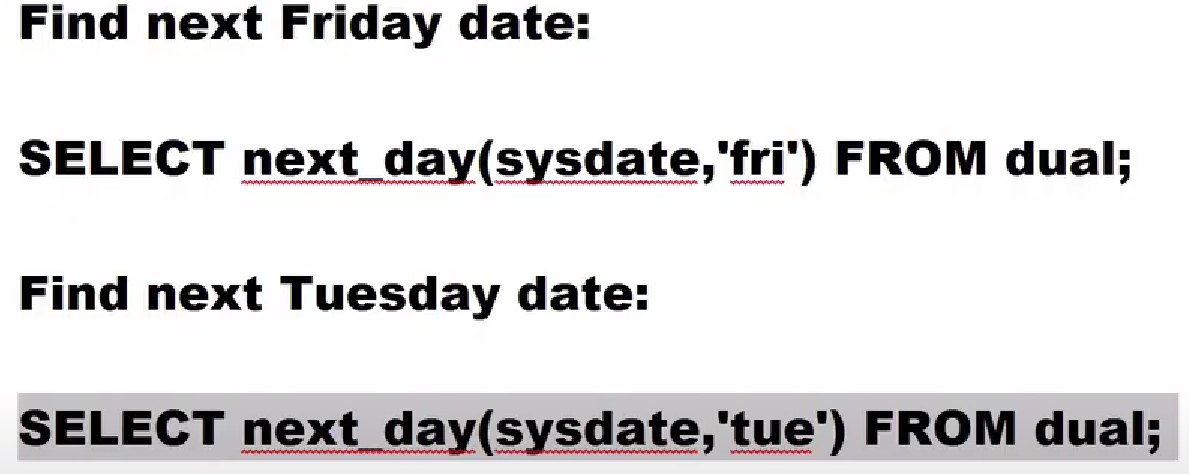 Find next Friday date:
SELECT next_day(sysdate,'fri') FROM dual;
Find next Tuesday date:
SELECT next_day(sysdate,'tue') FROM dual;